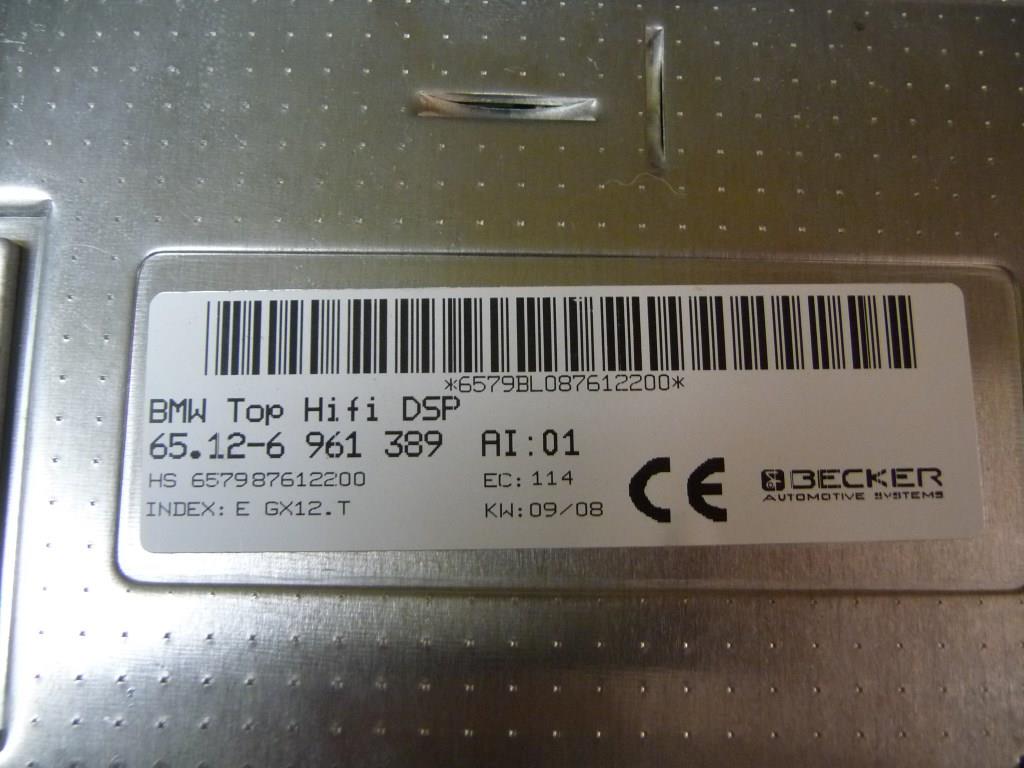 *6579BL087612200*
BMW Top Hifi DSP
65.12-6 961 389 AI:01
HS 657987612200 EC: 114
INDEX: E GX12.T KW: 09/08
CE
BECKER
AUTOMOTIVE SYSTEMS